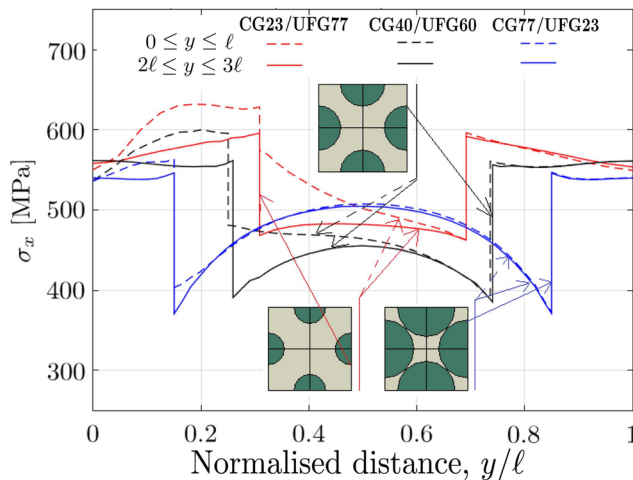 CG23/UFG77 CG40/UFG60 CG77/UFG23
0 ≤ y ≤ ℓ
2ℓ ≤ y ≤ 3ℓ
700
600
500
400
300
σx [MPa]
0 0.2 0.4 0.6 0.8 1
Normalised distance, y/ℓ